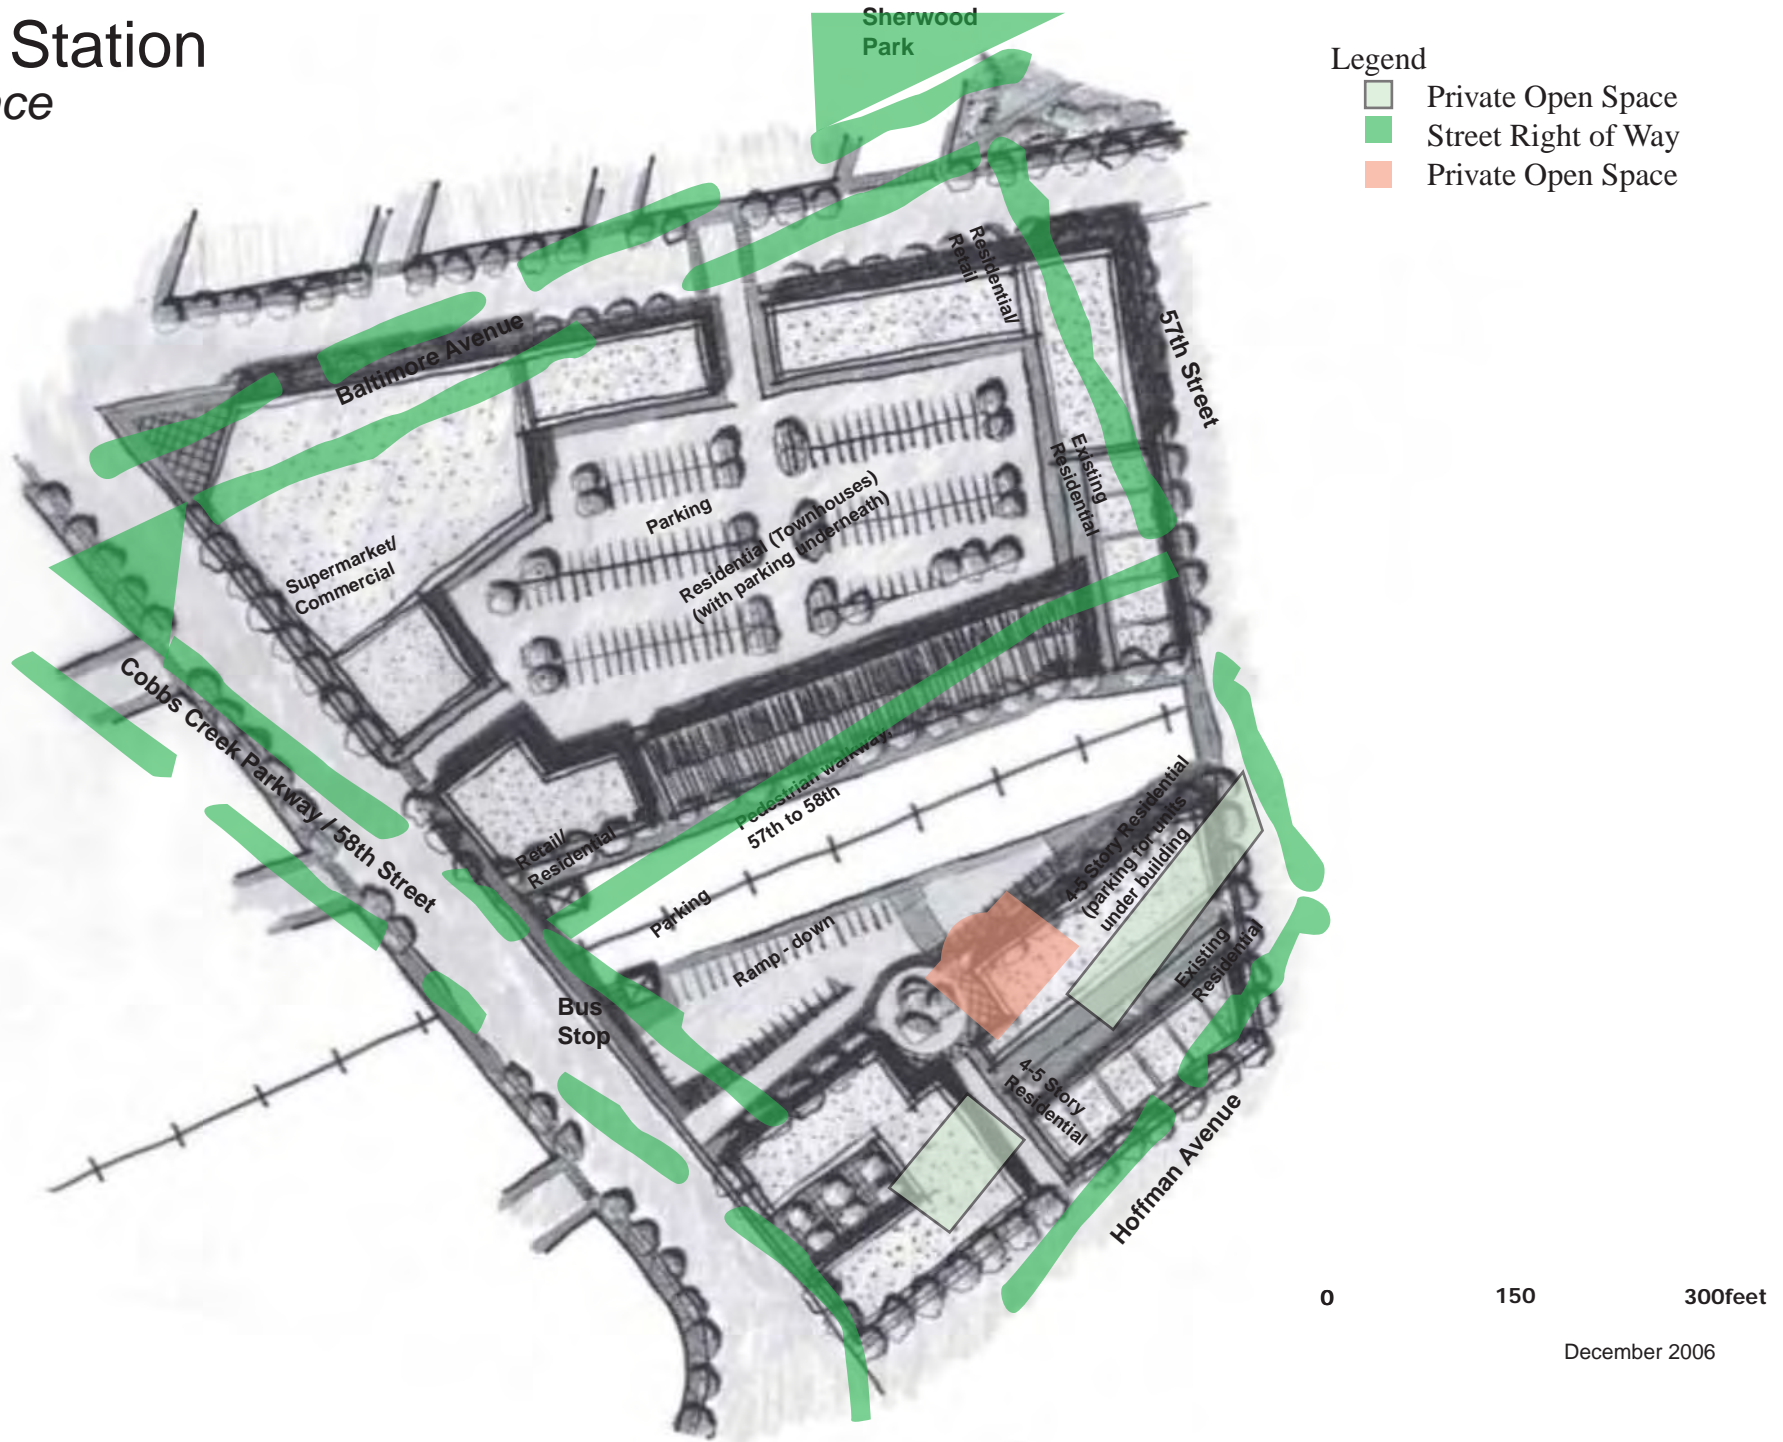 Station
ce
Sherwood
Park
Legend
Private Open Space
Street Right of Way
Private Open Space
Baltimore Avenue
Residential/
Retail
57th Street
Existing
Residential
Parking
Residential (Townhouses)
(with parking underneath)
Supermarket/
Commercial
Cobbs Creek Parkway / 58th Street
Retail/
Residential
Pedestrian walkway,
57th to 58th
Parking
Ramp - down
4-5 Story Residential
(parking for units
under building
Existing
Residential
Bus
Stop
4-5 Story
Residential
Hoffman Avenue
0 150 300feet
December 2006